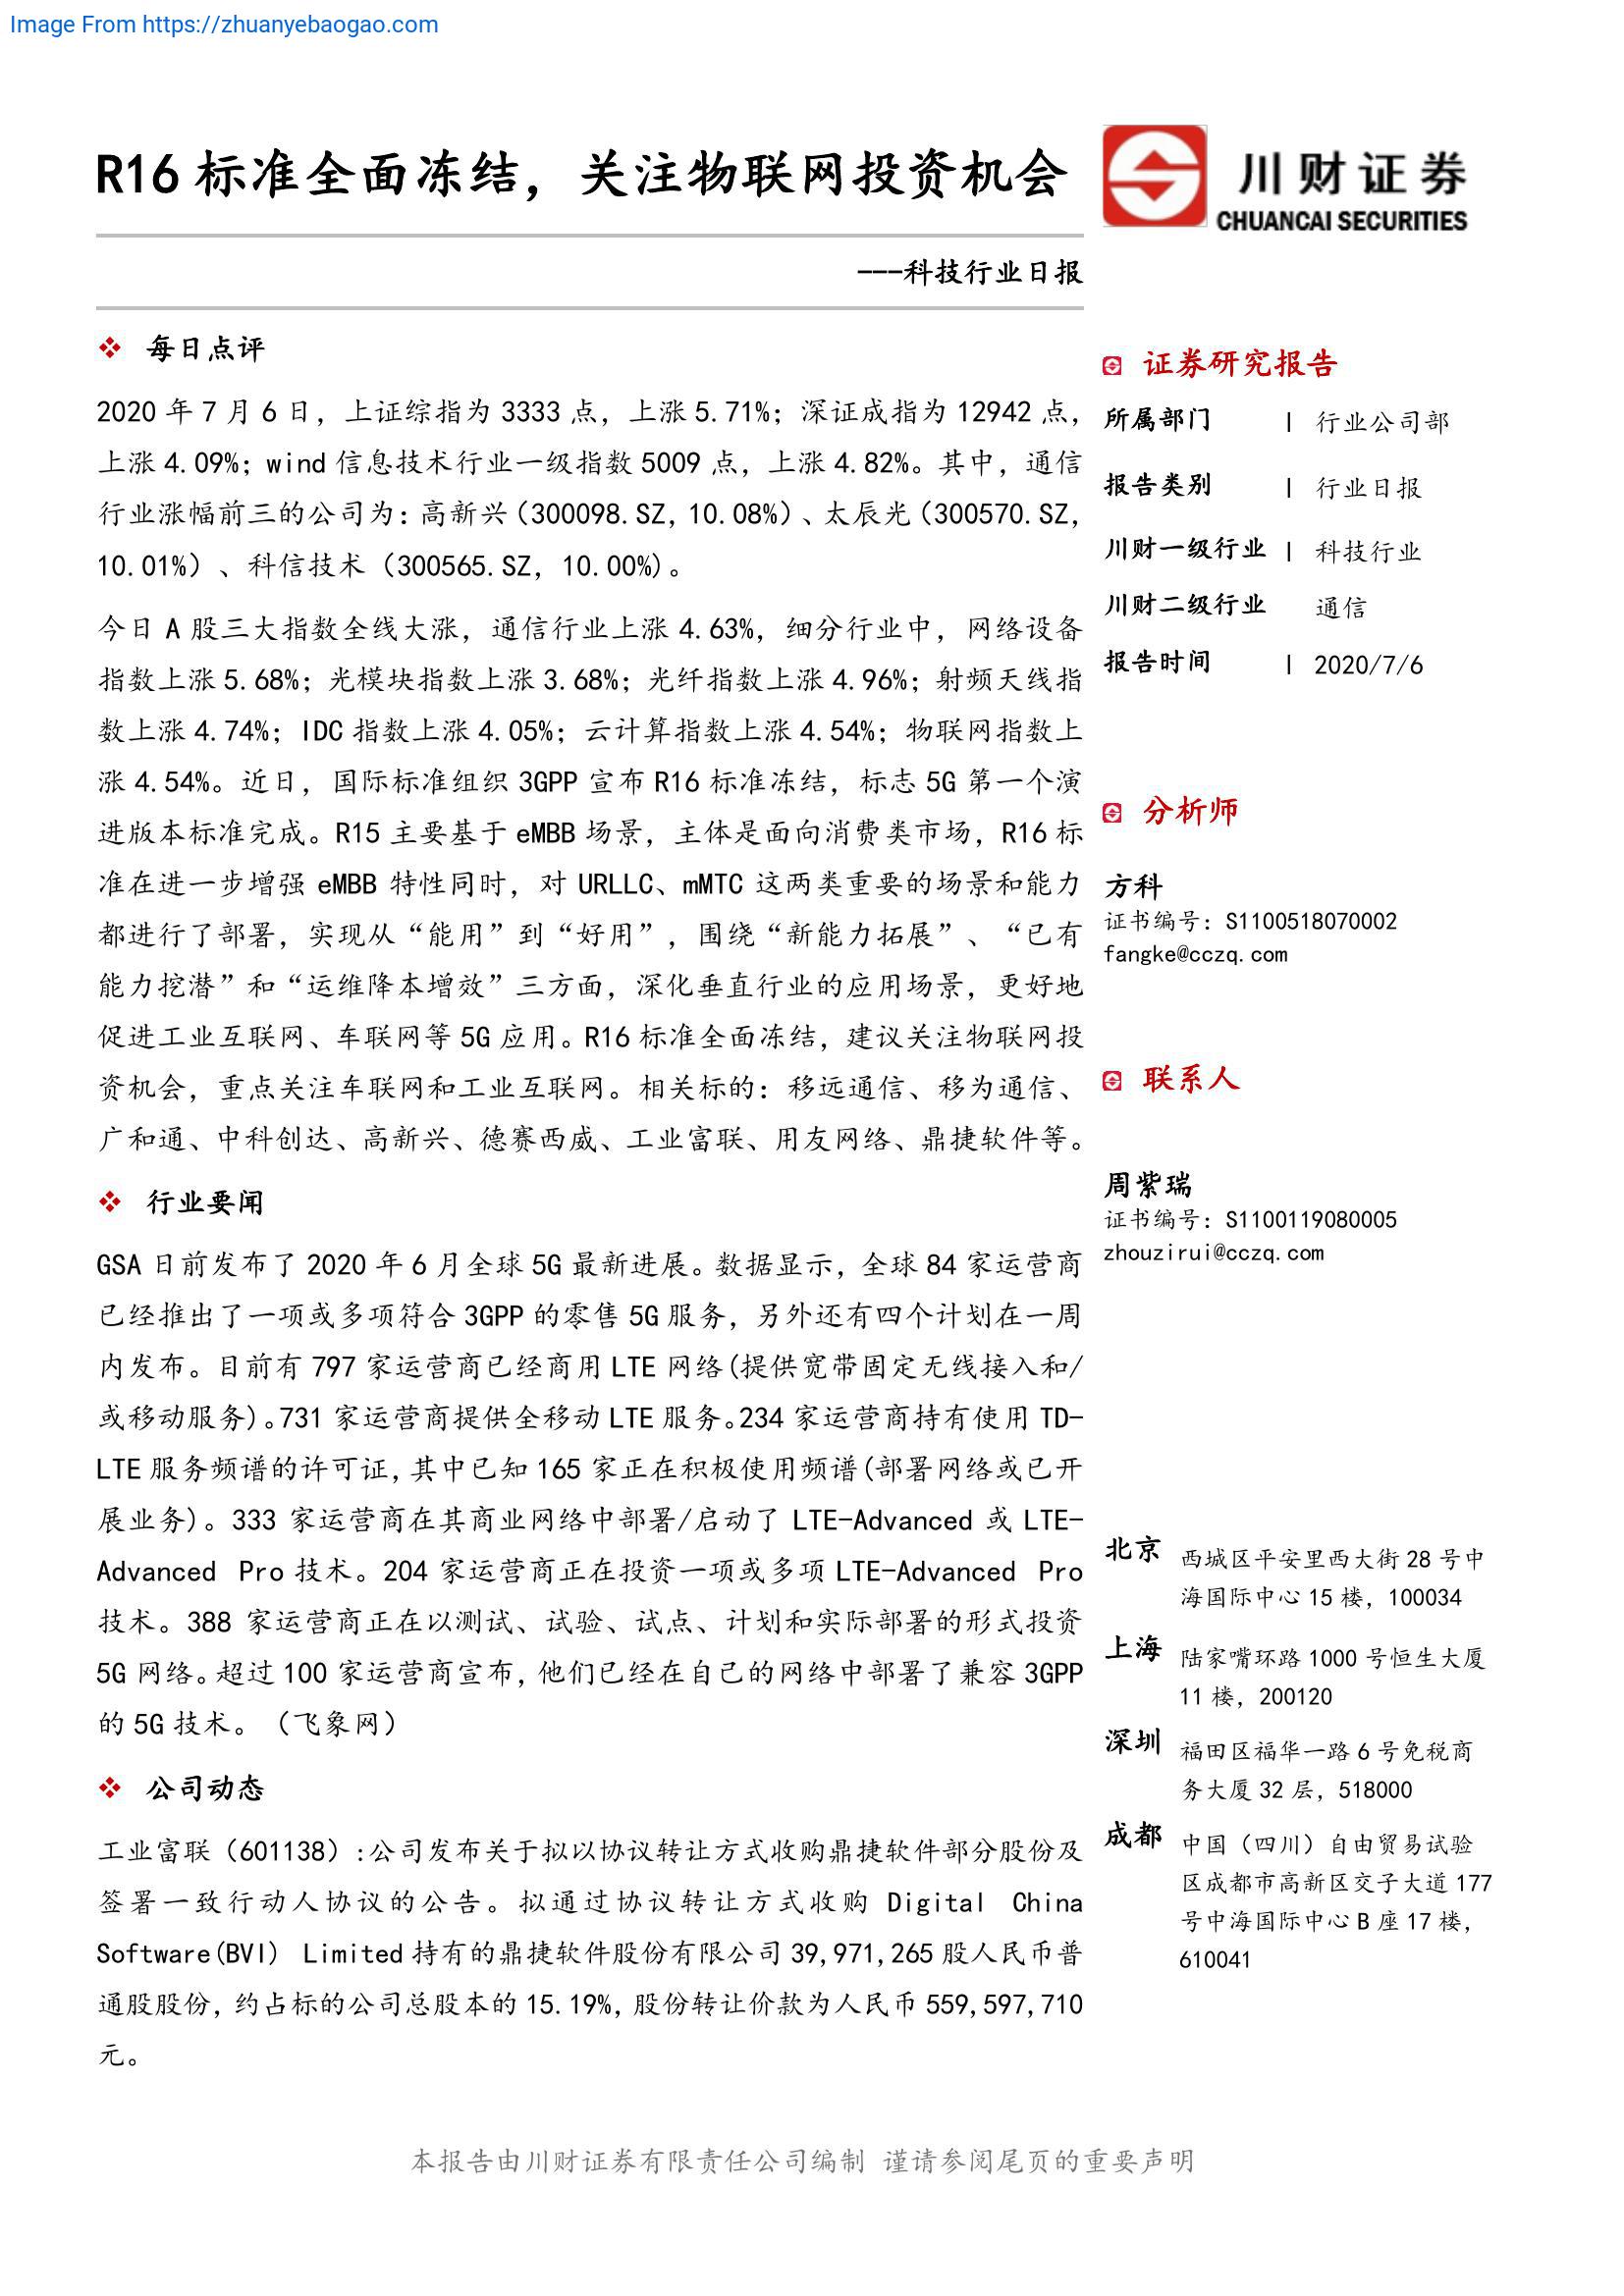 Image From https://zhuanyebaogao.com
R16 标准全面冻结，关注物联网投资机会
川财证券
CHUANCAI SECURITIES
---科技行业日报
每日点评
2020 年 7 月 6 日，上证综指为 3333 点，上涨 5.71%；深证成指为 12942 点，
上涨 4.09%；wind 信息技术行业一级指数 5009 点，上涨 4.82%。其中，通信
行业涨幅前三的公司为：高新兴（300098.SZ，10.08%）、太辰光（300570.SZ，
10.01%）、科信技术（300565.SZ，10.00%)。
今日 A 股三大指数全线大涨，通信行业上涨 4.63%，细分行业中，网络设备
指数上涨 5.68%；光模块指数上涨 3.68%；光纤指数上涨 4.96%；射频天线指
数上涨 4.74%；IDC 指数上涨 4.05%；云计算指数上涨 4.54%；物联网指数上
涨 4.54%。近日，国际标准组织 3GPP 宣布 R16 标准冻结，标志 5G 第一个演
进版本标准完成。R15 主要基于 eMBB 场景，主体是面向消费类市场，R16 标
准在进一步增强 eMBB 特性同时，对 URLLC、mMTC 这两类重要的场景和能力
都进行了部署，实现从“能用”到“好用”，围绕“新能力拓展”、“已有
能力挖潜”和“运维降本增效”三方面，深化垂直行业的应用场景，更好地
促进工业互联网、车联网等 5G 应用。R16 标准全面冻结，建议关注物联网投
资机会，重点关注车联网和工业互联网。相关标的：移远通信、移为通信、
广和通、中科创达、高新兴、德赛西威、工业富联、用友网络、鼎捷软件等。
行业要闻
GSA 日前发布了 2020 年 6 月全球 5G 最新进展。数据显示，全球 84 家运营商
已经推出了一项或多项符合 3GPP 的零售 5G 服务，另外还有四个计划在一周
内发布。目前有 797 家运营商已经商用 LTE 网络(提供宽带固定无线接入和/
或移动服务)。731 家运营商提供全移动 LTE 服务。234 家运营商持有使用 TD-
LTE 服务频谱的许可证，其中已知 165 家正在积极使用频谱(部署网络或已开
展业务)。333 家运营商在其商业网络中部署/启动了 LTE-Advanced 或 LTE-
Advanced Pro 技术。204 家运营商正在投资一项或多项 LTE-Advanced Pro
技术。388 家运营商正在以测试、试验、试点、计划和实际部署的形式投资
5G 网络。超过 100 家运营商宣布，他们已经在自己的网络中部署了兼容 3GPP
的 5G 技术。（飞象网）
公司动态
工业富联（601138）:公司发布关于拟以协议转让方式收购鼎捷软件部分股份及
签署一致行动人协议的公告。拟通过协议转让方式收购 Digital China
Software(BVI) Limited 持有的鼎捷软件股份有限公司 39,971,265 股人民币普
通股股份，约占标的公司总股本的 15.19%，股份转让价款为人民币 559,597,710
元。
证券研究报告
所属部门 | 行业公司部
报告类别 | 行业日报
川财一级行业 | 科技行业
川财二级行业 通信
报告时间 | 2020/7/6
分析师
方科
证书编号：S1100518070002
fangke@cczq.com
联系人
周紫瑞
证书编号：S1100119080005
zhouzirui@cczq.com
北京 西城区平安里西大街 28 号中
海国际中心 15 楼，100034
上海 陆家嘴环路 1000 号恒生大厦
11 楼，200120
深圳 福田区福华一路 6 号免税商
务大厦 32 层，518000
成都 中国（四川）自由贸易试验
区成都市高新区交子大道 177
号中海国际中心 B 座 17 楼，
610041
本报告由川财证券有限责任公司编制 谨请参阅尾页的重要声明